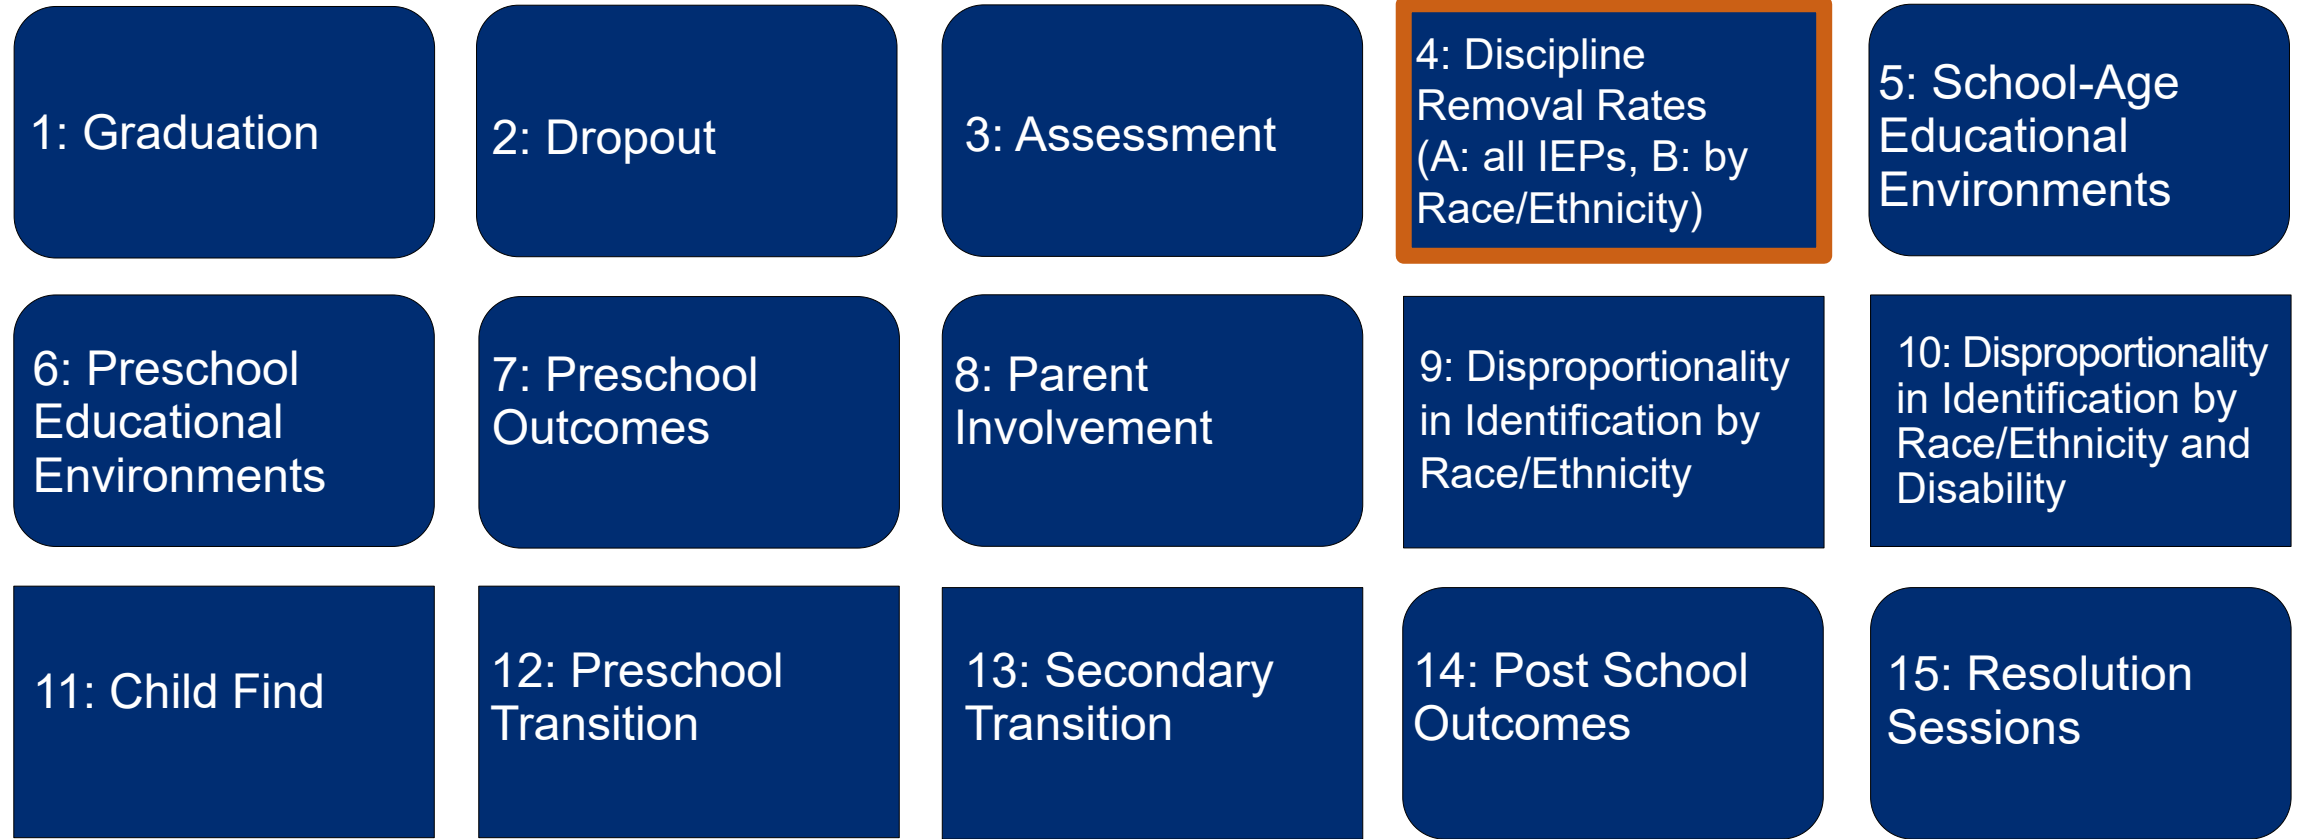 1: Graduation
2: Dropout
3: Assessment
4: Discipline
Removal Rates
(A: all IEPs, B: by
Race/Ethnicity)
5: School-Age
Educational
Environments
6: Preschool
Educational
Environments
7: Preschool
Outcomes
8: Parent
Involvement
9: Disproportionality
in Identification by
Race/Ethnicity
10: Disproportionality
in Identification by
Race/Ethnicity and
Disability
11: Child Find
12: Preschool
Transition
13: Secondary
Transition
14: Post School
Outcomes
15: Resolution
Sessions